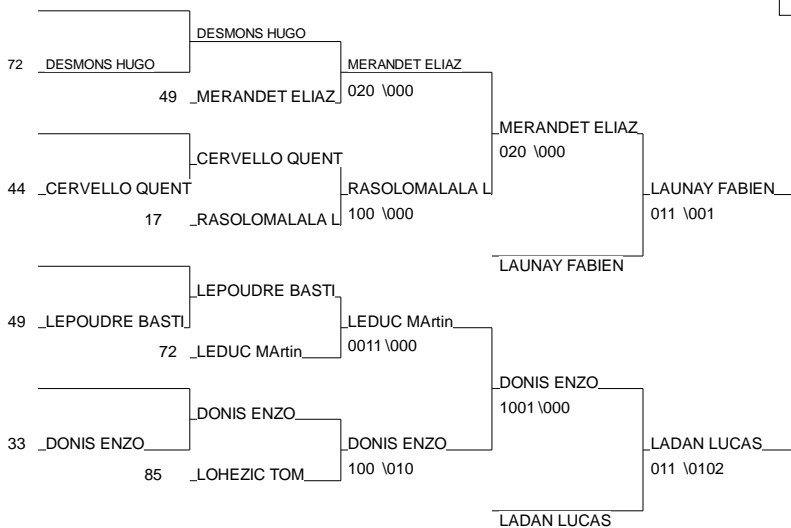 DESMONS HUGO
72 DESMONS HUGO MERANDET ELIAZ
49 MERANDET ELIAZ 020 \000
MERANDET ELIAZ
020 \000
CERVELLO QUENT
44 CERVELLO QUENT RASOLOMALALA L LAUNAY FABIEN
17 RASOLOMALALA L 100 \000 011 \001
LAUNAY FABIEN
LEPOUDRE BASTI
49 LEPOUDRE BASTI LEDUC MArtin
72 LEDUC MArtin 0011 \000
DONIS ENZO
1001 \000
DONIS ENZO
33 DONIS ENZO DONIS ENZO LADAN LUCAS
85 LOHEZIC TOM 100 \010 011 \0102
LADAN LUCAS